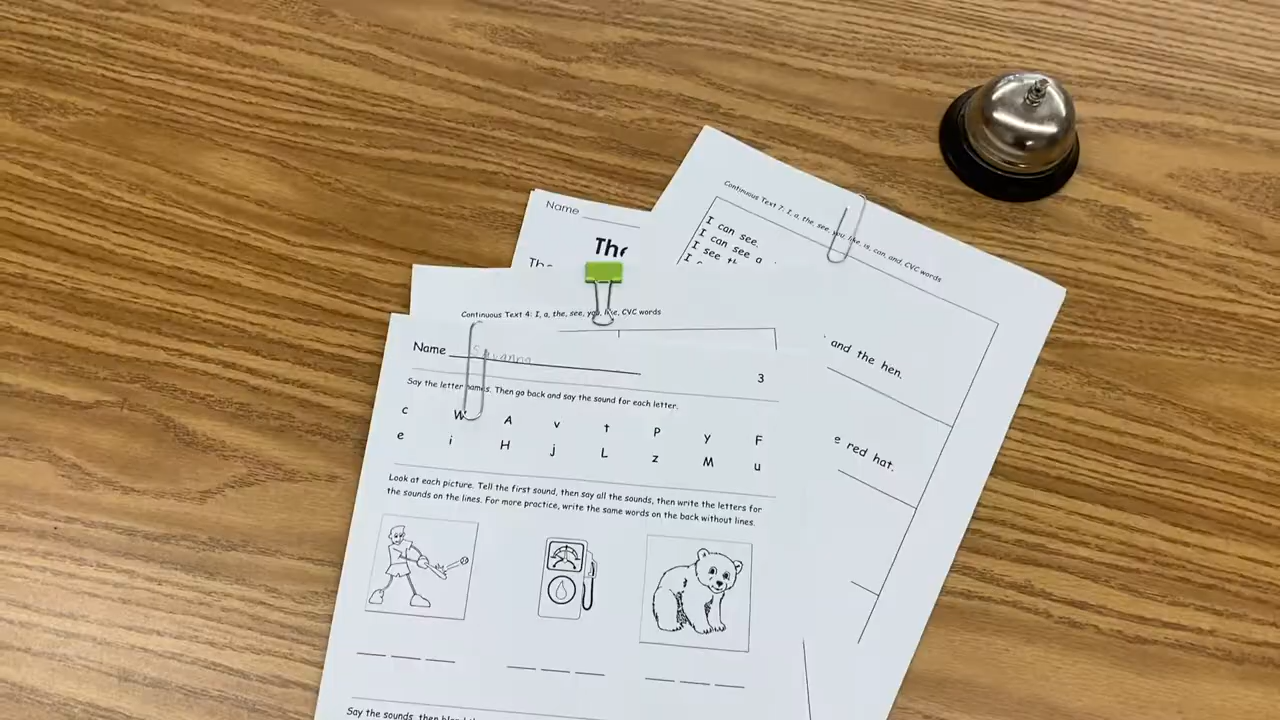 Continuous Text 7: I, a, the, see, you, like, is, can, and, CVC words
I can see.
I can see a
I see
and the hen.
e red hat.
Name
The
The
Continuous Text 4: I, a, the, see, you, like, CVC words
Name Savanna
3
Say the letter names. Then go back and say the sound for each letter.
c W A v t P y F
e i H j L z M u
Look at each picture. Tell the first sound, then say all the sounds, then write the letters for
the sounds on the lines. For more practice, write the same words on the back without lines.
Say the sounds, then blend